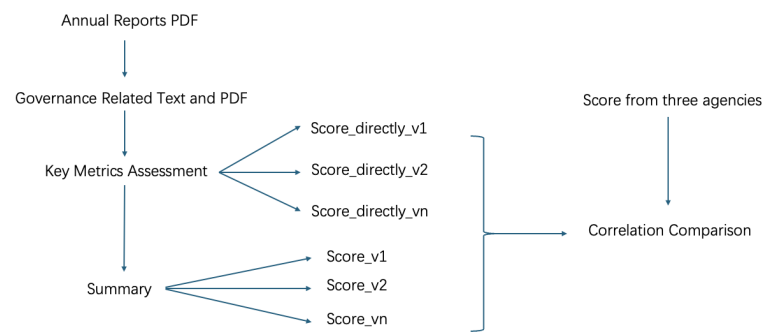 Annual Reports PDF
Governance Related Text and PDF
Key Metrics Assessment
Summary
Score_directly_v1
Score_directly_v2
Score_directly_vn
Score_v1
Score_v2
Score_vn
Score from three agencies
Correlation Comparison